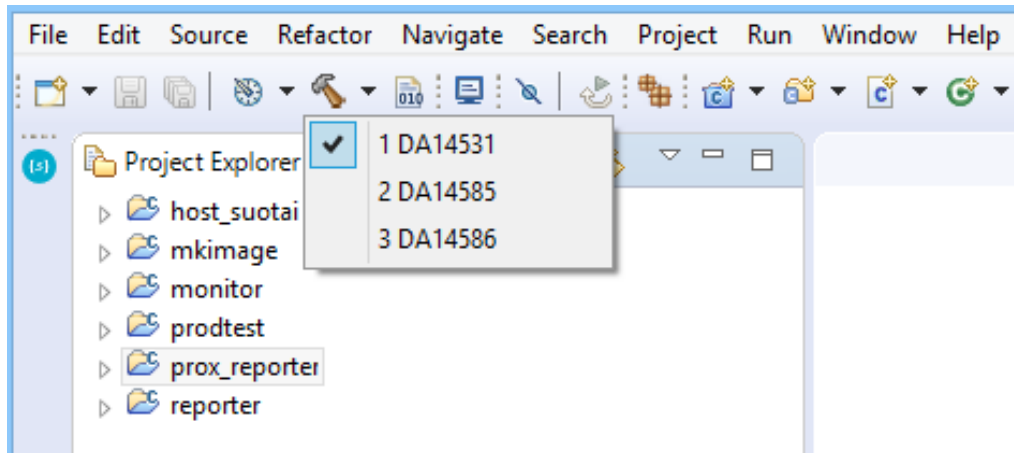 File Edit Source Refactor Navigate Search Project Run Window Help
010
{s}
Project Explorer
1 DA14531
2 DA14585
3 DA14586
host_suotai
mkimage
monitor
prodtest
prox_reporter
reporter